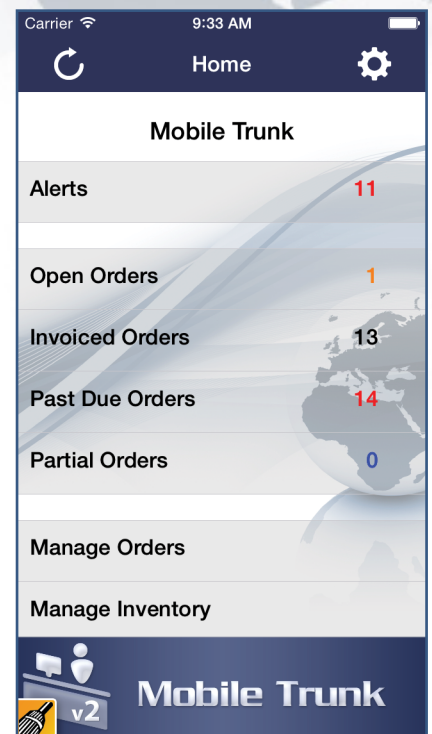 Carrier 9:33 AM
Home
Mobile Trunk
Alerts 11
Open Orders 1
Invoiced Orders 13
Past Due Orders 14
Partial Orders 0
Manage Orders
Manage Inventory
v2 Mobile Trunk